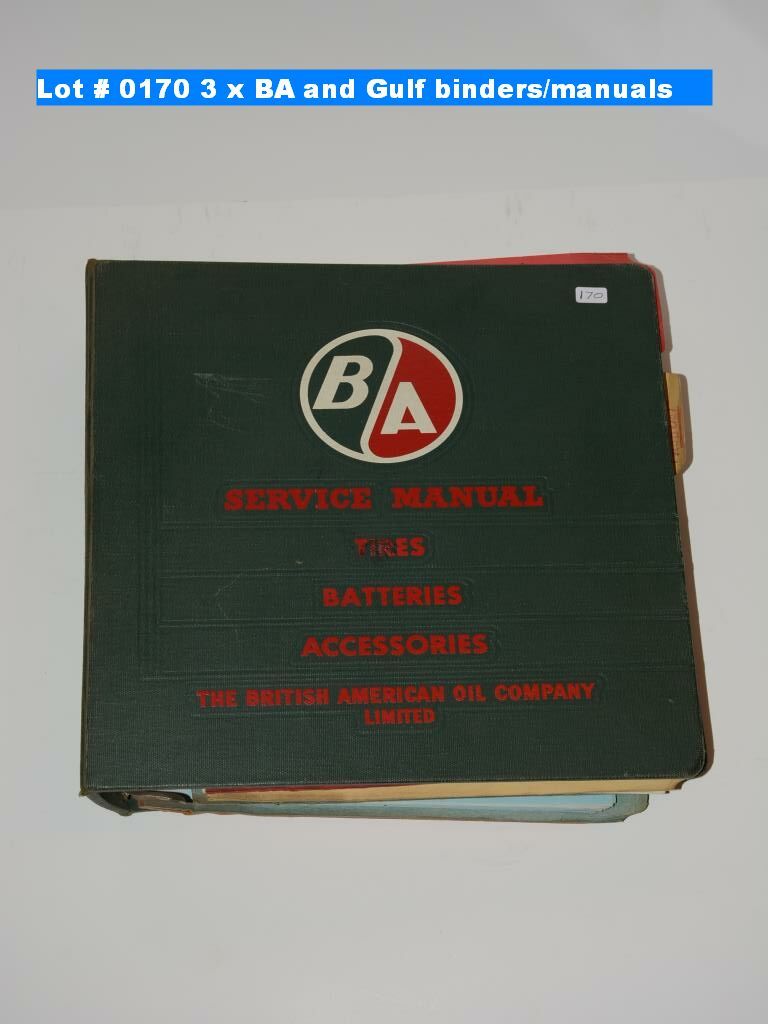 Lot # 0170 3 x BA and Gulf binders/manuals
170
B/A
SERVICE MANUAL
TIRES
BATTERIES
ACCESSORIES
THE BRITISH AMERICAN OIL COMPANY
LIMITED